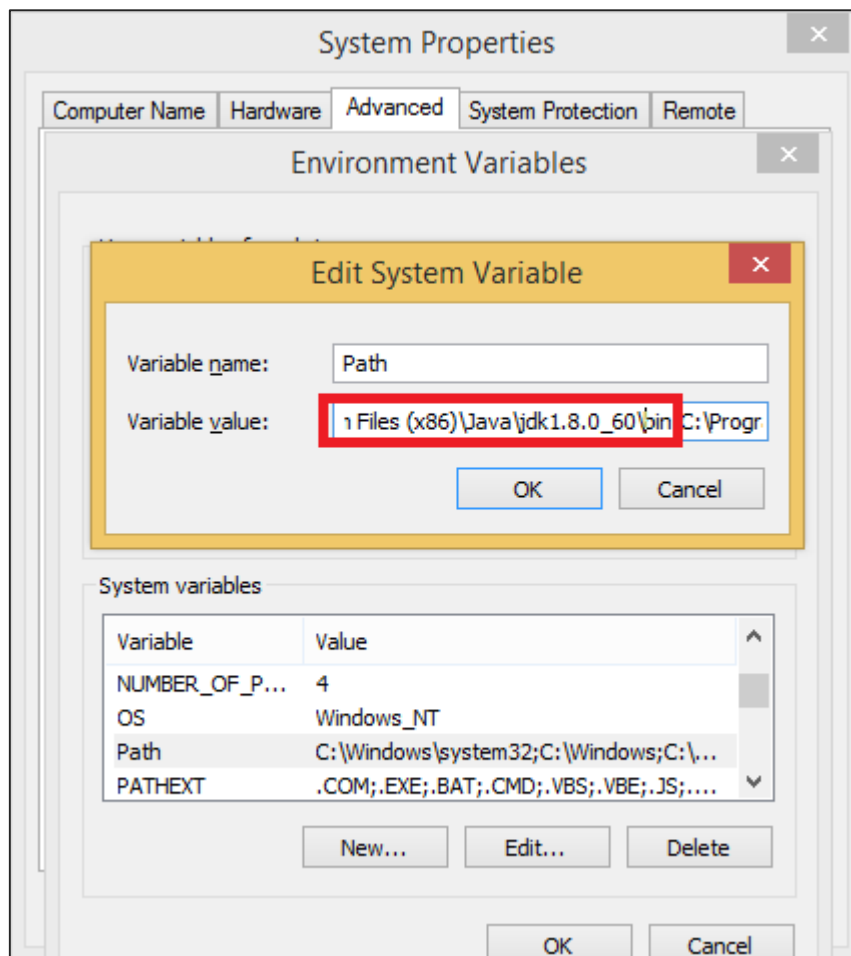 System Properties
Computer Name Hardware Advanced System Protection Remote
Environment Variables
Edit System Variable
Variable name: Path
Variable value: n Files (x86)\Java\jdk1.8.0_60\bin C:\Progr
OK Cancel
System variables
Variable Value
NUMBER_OF_P... 4
OS Windows_NT
Path C:\Windows\system32;C:\Windows;C:\...
PATHEXT .COM;.EXE;.BAT;.CMD;.VBS;.VBE;.JS;....
New... Edit... Delete
OK Cancel